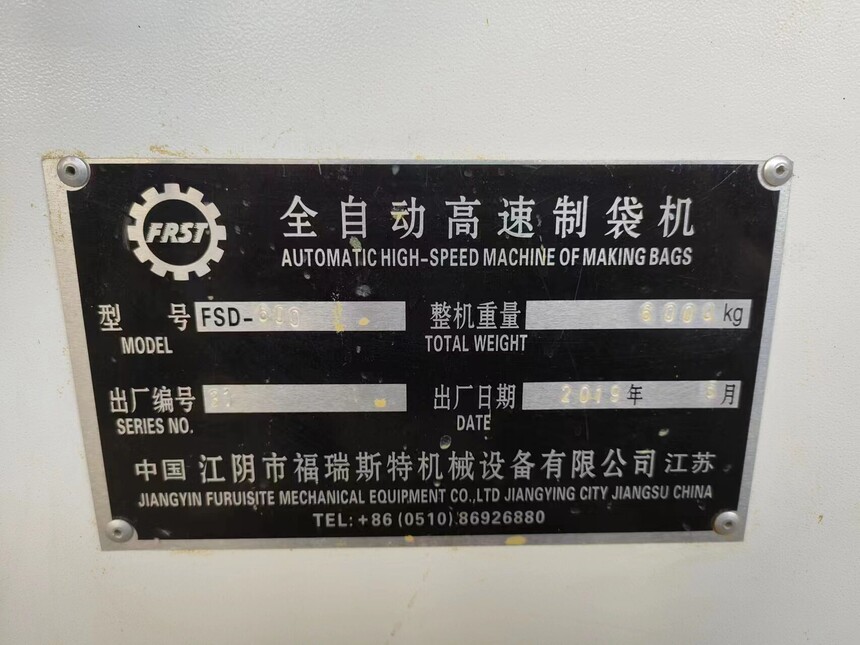 FRST
全自动高速制袋机
AUTOMATIC HIGH-SPEED MACHINE OF MAKING BAGS
型 号 FSD-
MODEL
整机重量 kg
TOTAL WEIGHT
出厂编号
SERIES NO.
出厂日期 2019 年 月
DATE
中国 江阴市福瑞斯特机械设备有限公司 江苏
JIANGYIN FURUISITE MECHANICAL EQUIPMENT CO.,LTD JIANGYING CITY JIANGSU CHINA
TEL: +86 (0510) 86926880